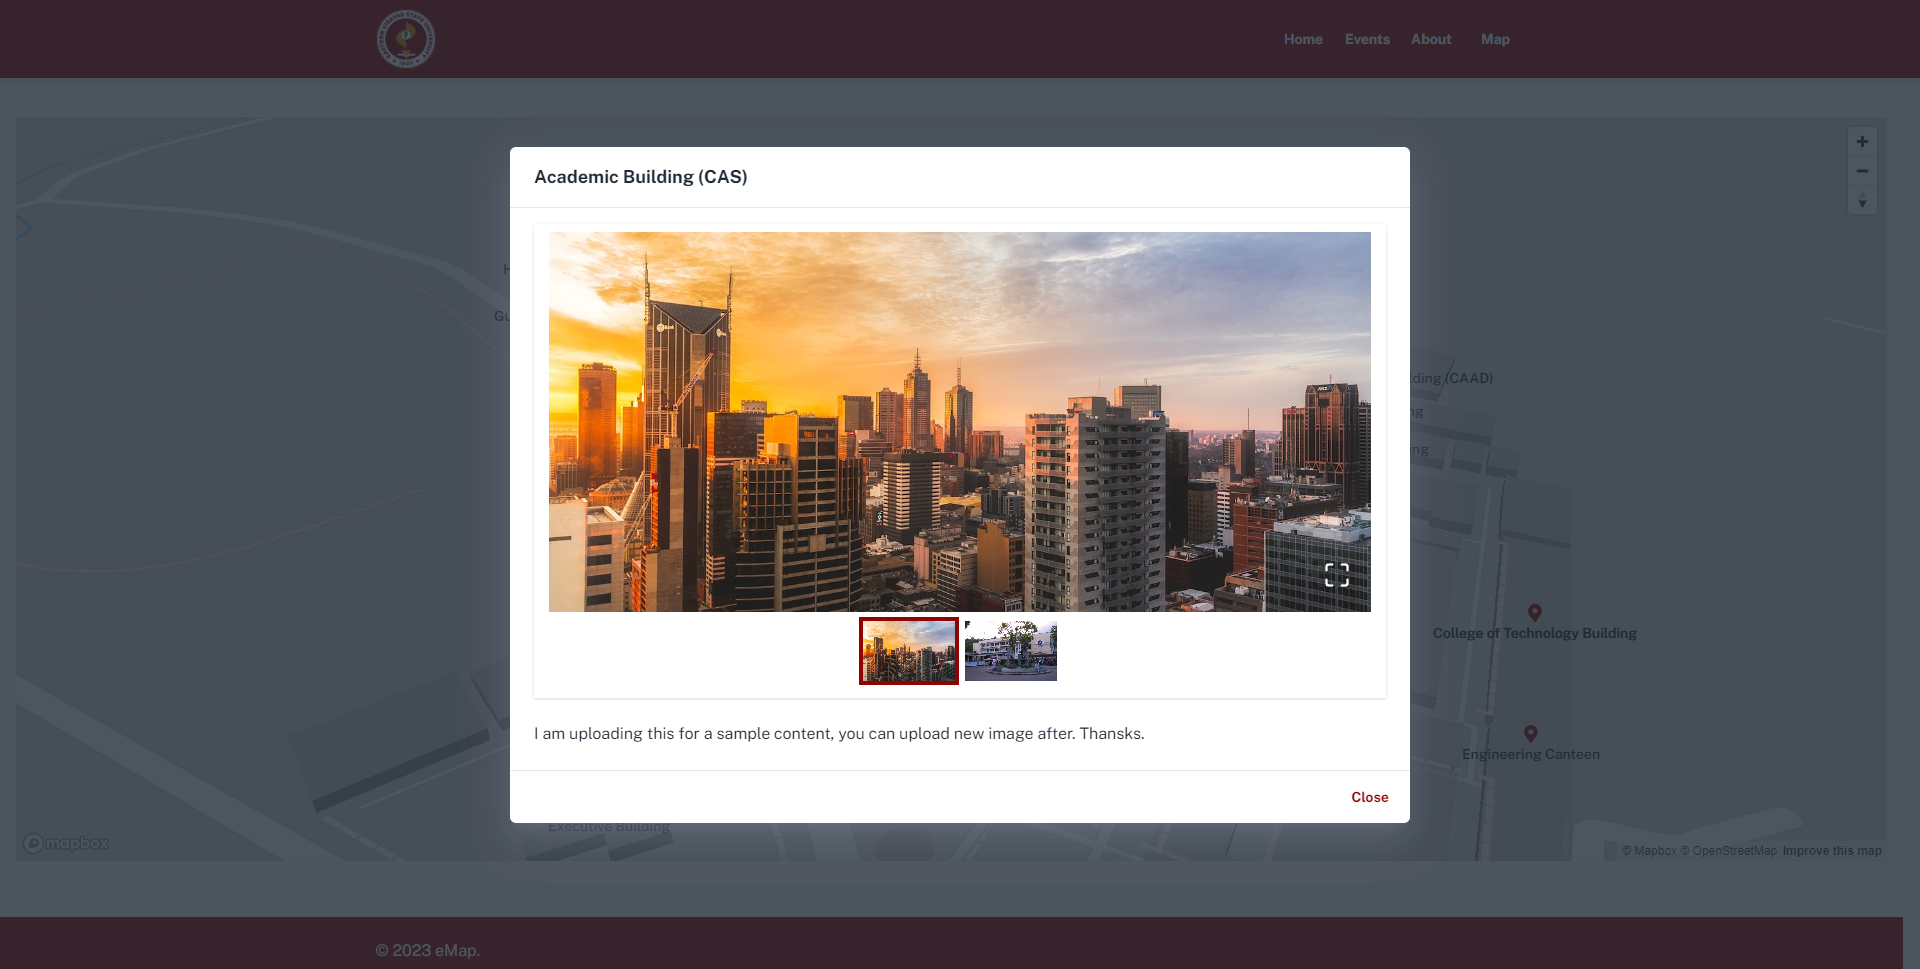 Home Events About Map
Academic Building (CAS)
Gu
lding (CAAD)
ng
ng
College of Technology Building
I am uploading this for a sample content, you can upload new image after. Thansks.
Engineering Canteen
Close
Executive Building
mapbox
© Mapbox © OpenStreetMap Improve this map
© 2023 eMap.